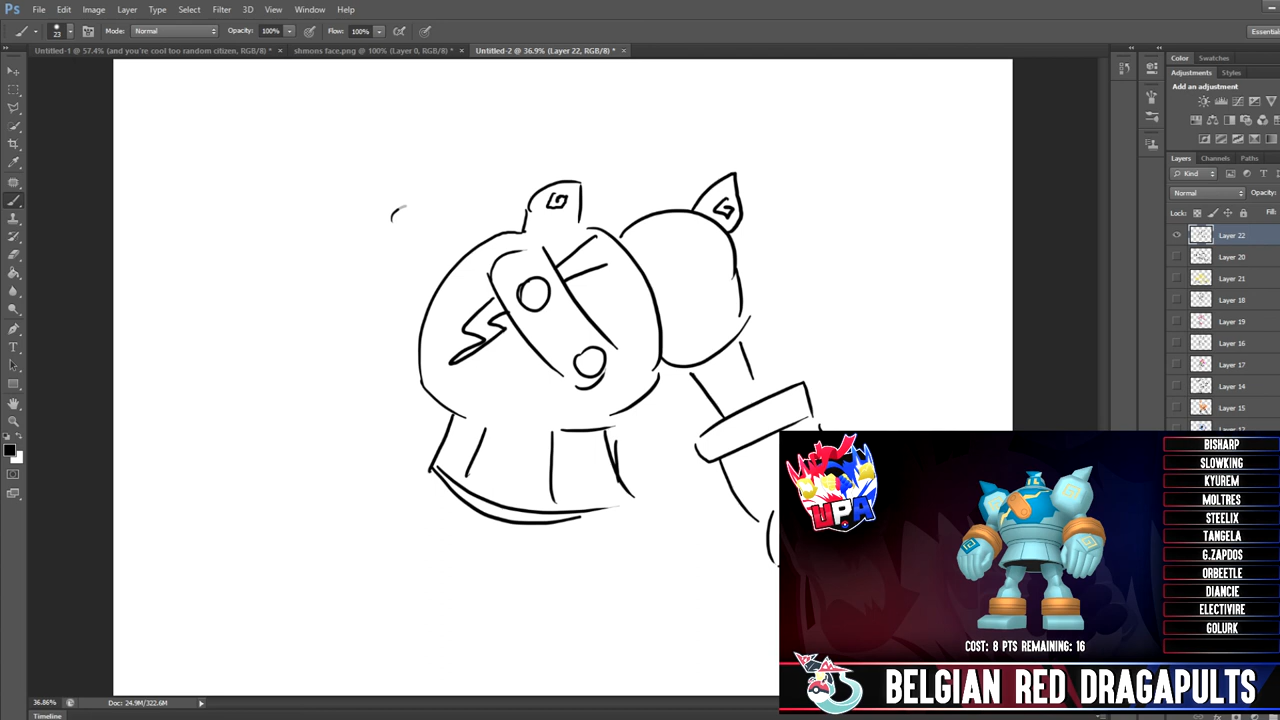 Ps File Edit Image Layer Type Select Filter 3D View Window Help
23 Mode: Normal Opacity: 100% Flow: 100% Essential
Untitled-1 @ 57.4% (and you're cool too random citizen, RGB/8) * × shmons face.png @ 100% (Layer 0, RGB/8) * × Untitled-2 @ 36.9% (Layer 22, RGB/8) * ×
Color Swatches
Adjustments Styles
Add an adjustment
Layers Channels Paths
Kind
Normal Opacity:
Lock: Fill:
Layer 22
Layer 20
Layer 21
Layer 18
Layer 19
Layer 16
Layer 17
Layer 14
Layer 15
UPA
BISHARP
SLOWKING
KYUREM
MOLTRES
STEELIX
TANGELA
G.ZAPDOS
ORBEETLE
DIANCIE
ELECTIVIRE
GOLURK
COST: 8 PTS REMAINING: 16
BELGIAN RED DRAGAPULTS
36.86% Doc: 24.9M/322.6M
Timeline